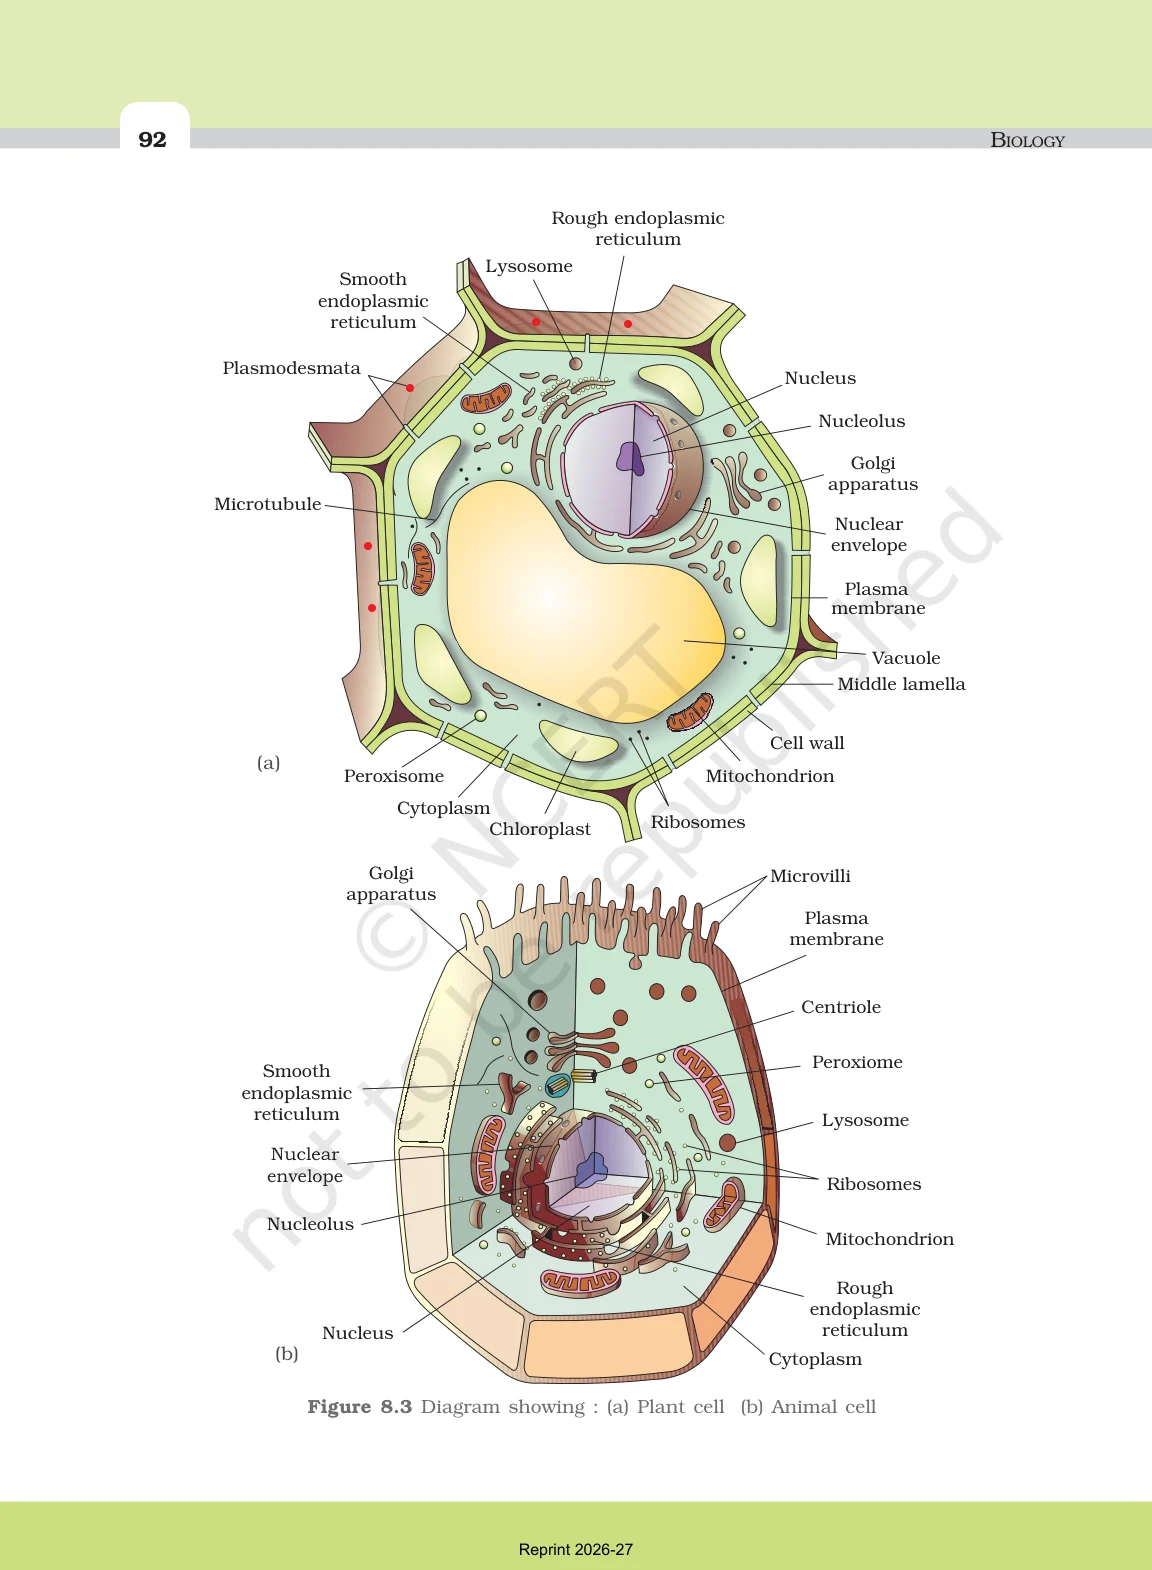 92
BIOLOGY
Rough endoplasmic
reticulum
Lysosome
Smooth
endoplasmic
reticulum
Plasmodesmata
Nucleus
Nucleolus
Golgi
apparatus
Microtubule
Nuclear
envelope
Plasma
membrane
Vacuole
Middle lamella
Cell wall
(a)
Peroxisome
Mitochondrion
Cytoplasm
Chloroplast
Ribosomes
Golgi
apparatus
Microvilli
Plasma
membrane
Centriole
Peroxiome
Smooth
endoplasmic
reticulum
Lysosome
Nuclear
envelope
Ribosomes
Nucleolus
Mitochondrion
Rough
endoplasmic
reticulum
Nucleus
(b)
Cytoplasm
Figure 8.3 Diagram showing : (a) Plant cell (b) Animal cell
© NCERT
not to be republished
Reprint 2026-27